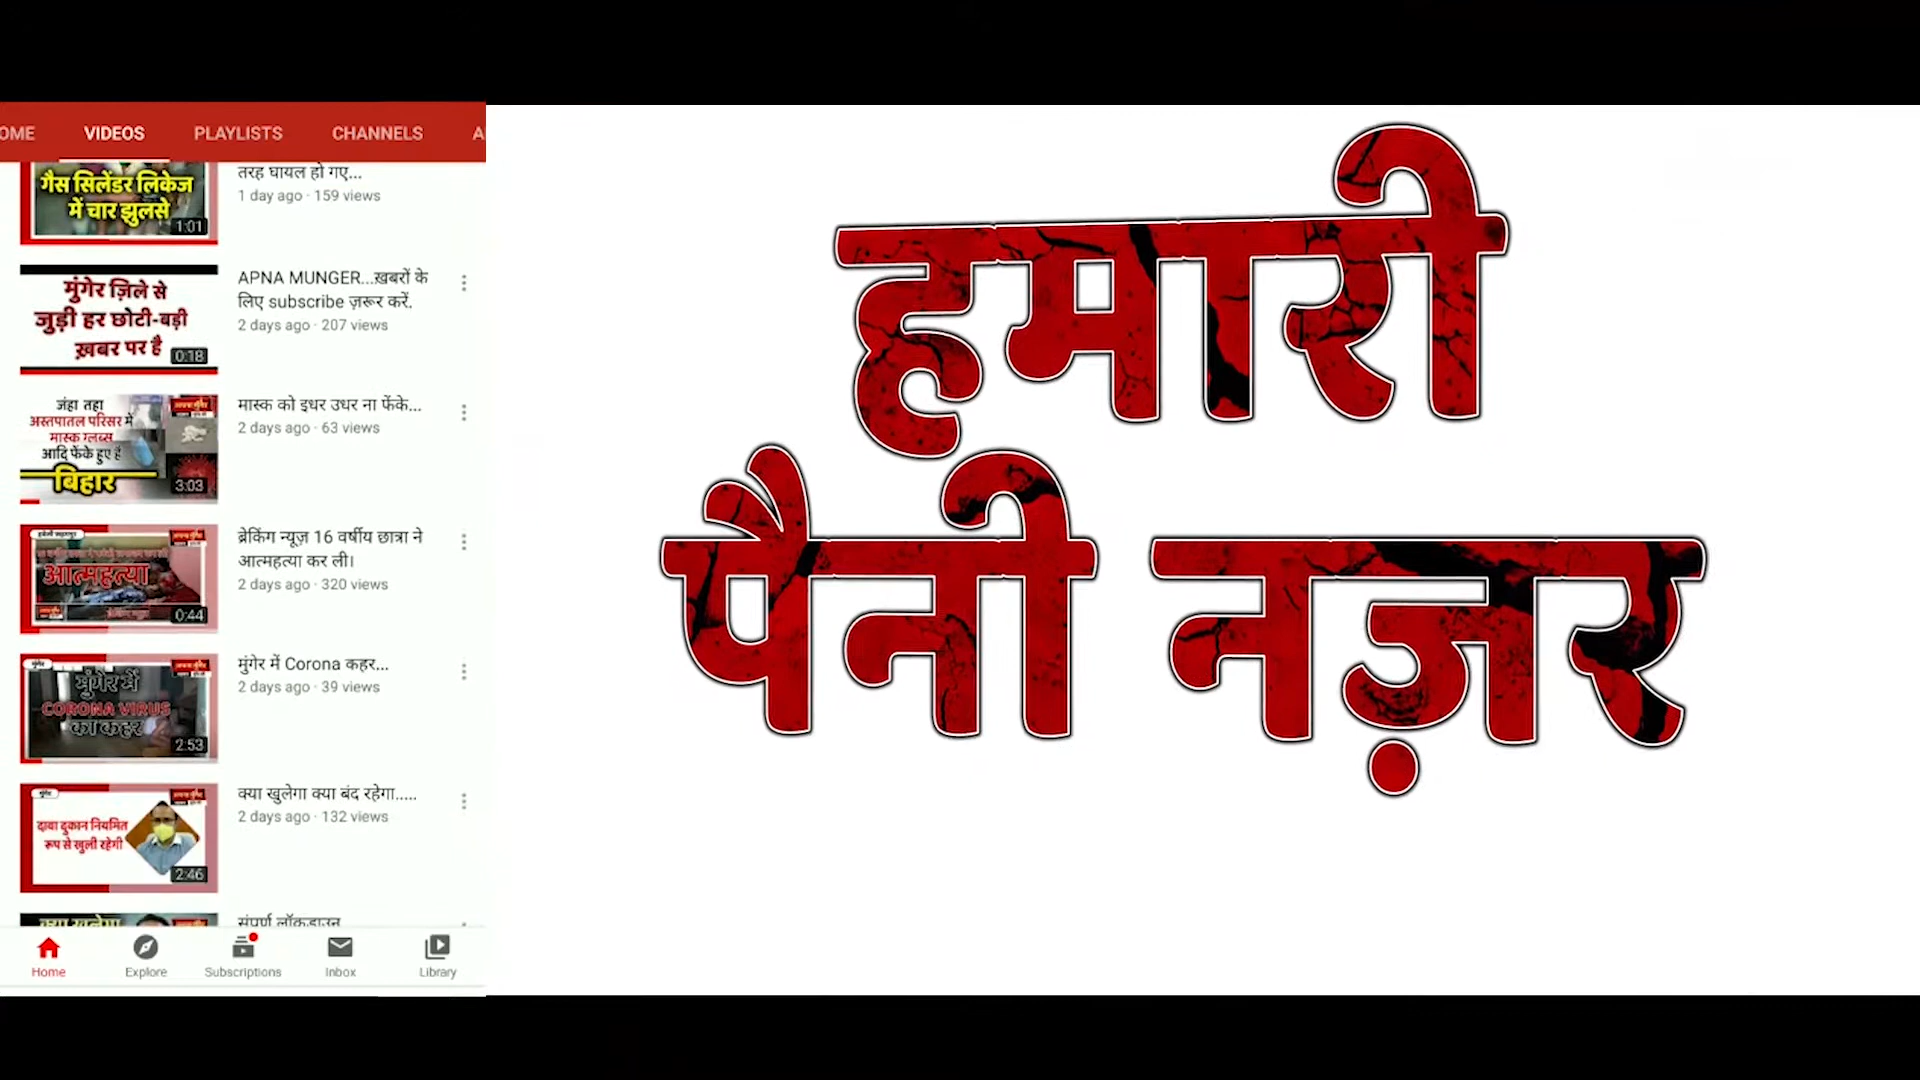 OME VIDEOS PLAYLISTS CHANNELS A
गैस सिलेंडर लिकेज
में चार झुलसे
1:01
तरह घायल हो गए...
1 day ago · 159 views
मुंगेर ज़िले से
जुड़ी हर छोटी-बड़ी
ख़बर पर है
0:18
APNA MUNGER...ख़बरों के
लिए subscribe ज़रूर करें.
2 days ago · 207 views
जंहा तहा
अस्तपातल परिसर में
मास्क ग्लब्स
आदि फेंके हुए है
बिहार
3:03
मास्क को इधर उधर ना फेंके...
2 days ago · 63 views
आत्महत्या
0:44
ब्रेकिंग न्यूज़ 16 वर्षीय छात्रा ने
आत्महत्या कर ली।
2 days ago · 320 views
मुंगेर
मुंगेर में
CORONA VIRUS
का कहर
2:53
मुंगेर में Corona कहर...
2 days ago · 39 views
मुंगेर
दावा दुकान नियमित
रूप से खुली रहेगी
2:46
क्या खुलेगा क्या बंद रहेगा.....
2 days ago · 132 views
क्या खुलेगा
संपूर्ण लॉकडाउन
Home Explore Subscriptions Inbox Library
हमारी
पैनी नज़र